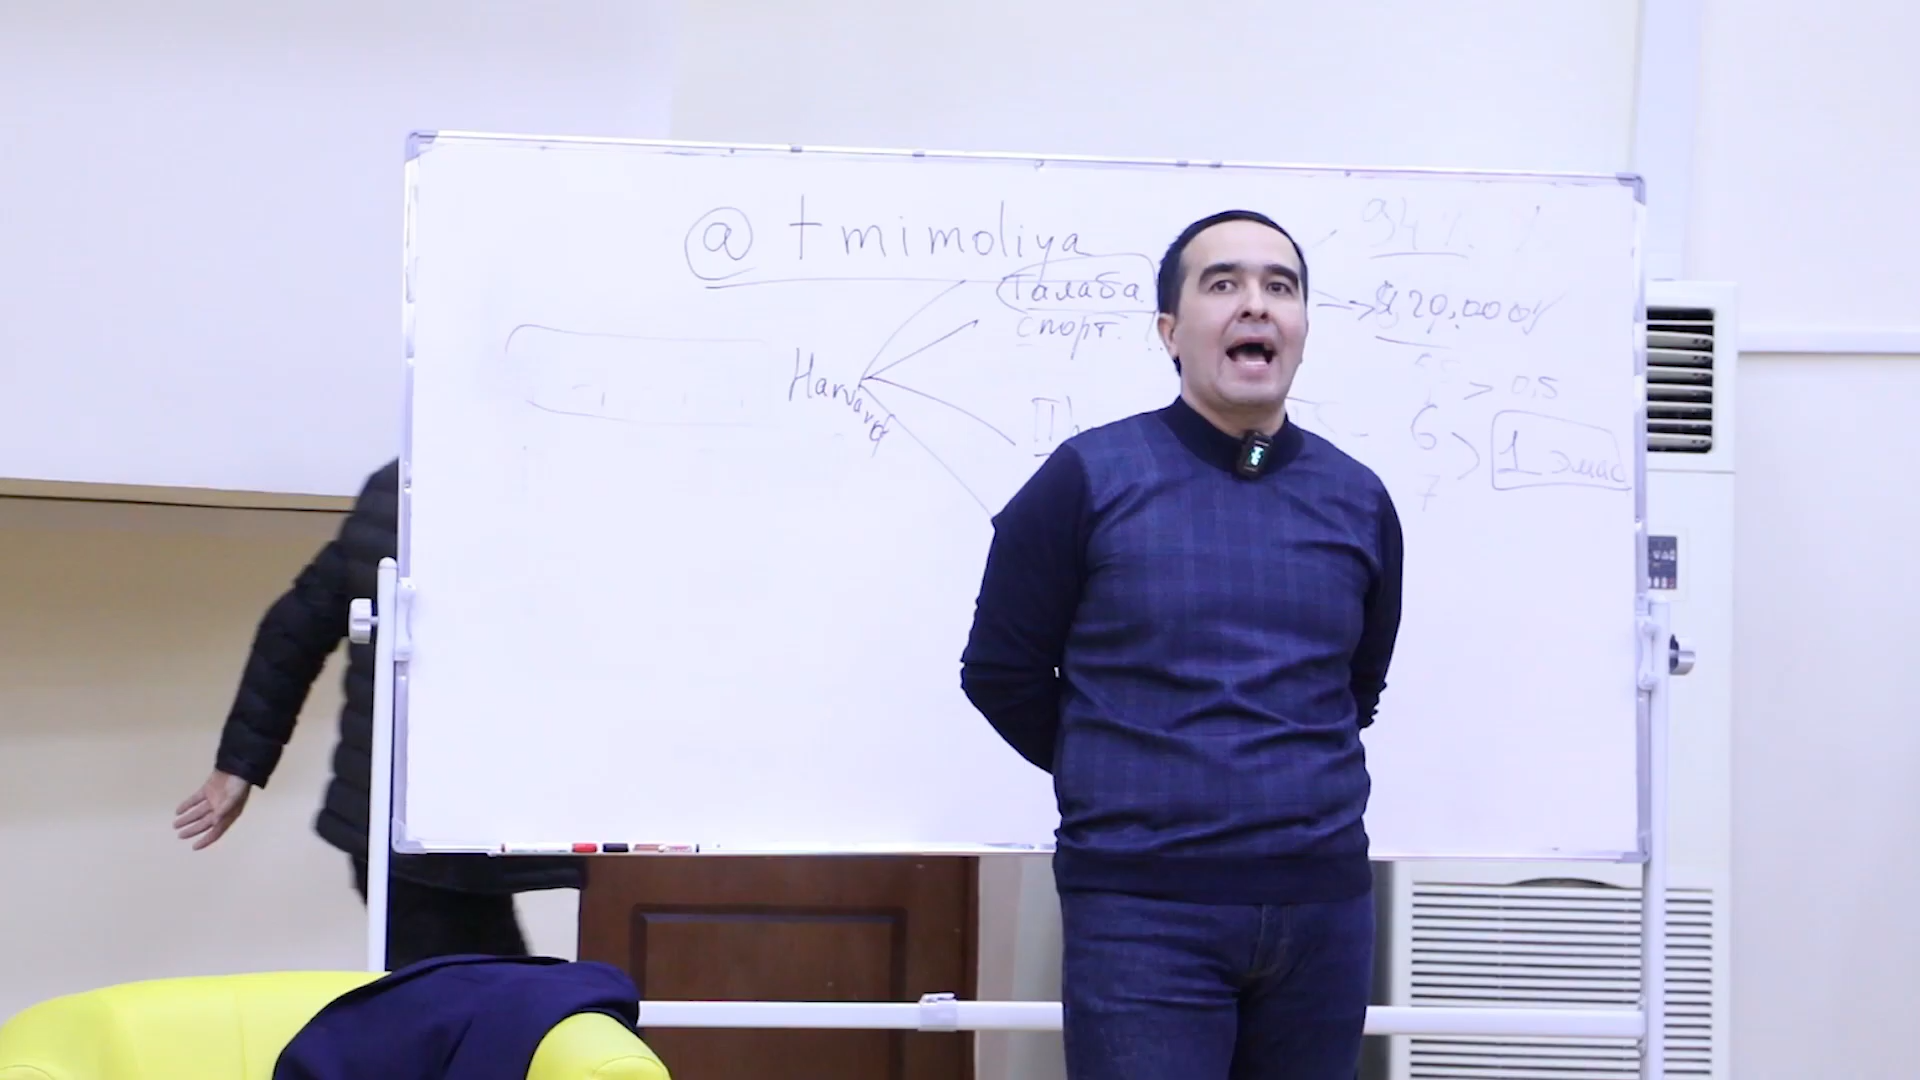 @tmimoliya
94%
Талаба
$20,000
спорт.
Harvard
> 0,5
6
1 эмас
7